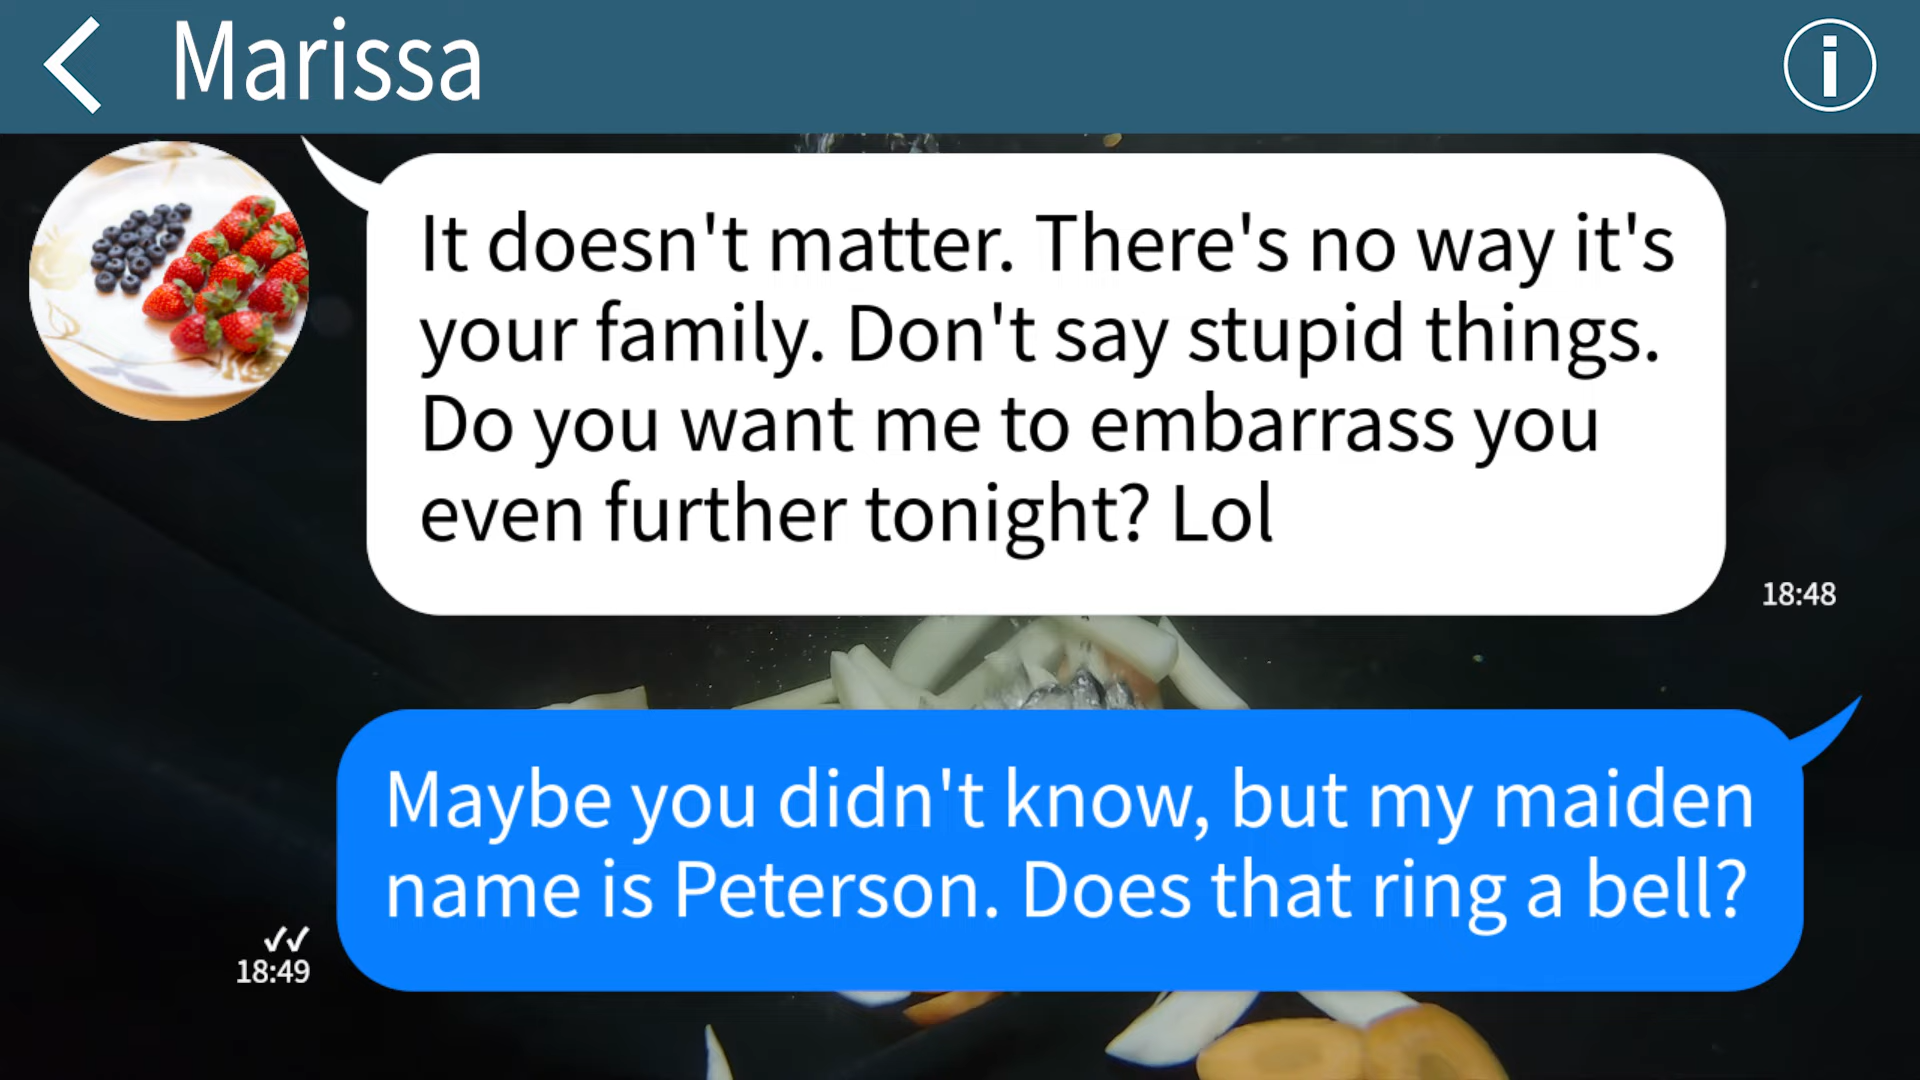 Marissa
It doesn't matter. There's no way it's
your family. Don't say stupid things.
Do you want me to embarrass you
even further tonight? Lol
18:48
Maybe you didn't know, but my maiden
name is Peterson. Does that ring a bell?
18:49